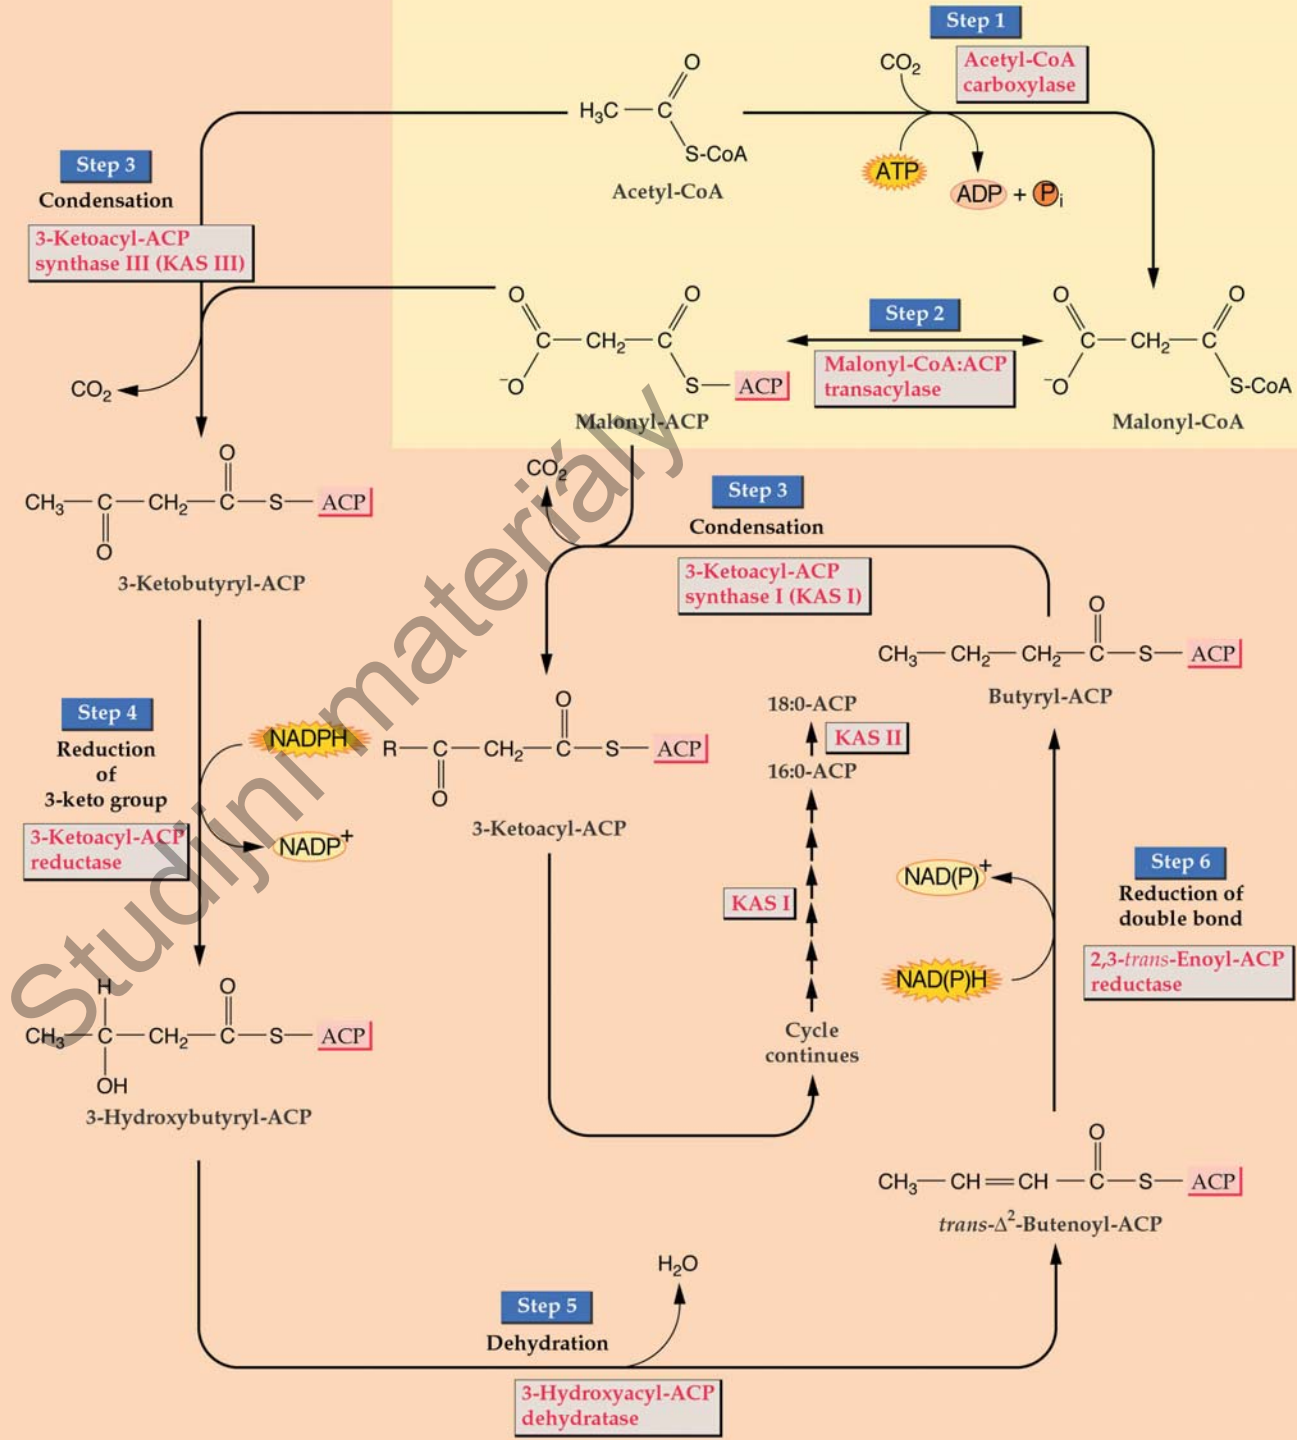 Step 1
Acetyl-CoA
carboxylase
CO2
O
H3C — C
S-CoA
Acetyl-CoA
ATP
ADP + Pi
Step 3
Condensation
3-Ketoacyl-ACP
synthase III (KAS III)
CO2
O O
C — CH2 — C
⁻O S — ACP
Malonyl-ACP
Step 2
Malonyl-CoA:ACP
transacylase
O O
C — CH2 — C
⁻O S-CoA
Malonyl-CoA
O
CH3 — C — CH2 — C — S — ACP
O
3-Ketobutyryl-ACP
CO2
Step 3
Condensation
3-Ketoacyl-ACP
synthase I (KAS I)
O
CH3 — CH2 — CH2 — C — S — ACP
Butyryl-ACP
Step 4
Reduction
of
3-keto group
3-Ketoacyl-ACP
reductase
NADPH
NADP+
O
R — C — CH2 — C — S — ACP
O
3-Ketoacyl-ACP
18:0-ACP
KAS II
16:0-ACP
KAS I
Cycle
continues
NAD(P)+
NAD(P)H
Step 6
Reduction of
double bond
2,3-trans-Enoyl-ACP
reductase
H O
CH3 — C — CH2 — C — S — ACP
OH
3-Hydroxybutyryl-ACP
O
CH3 — CH = CH — C — S — ACP
trans-Δ2-Butenoyl-ACP
H2O
Step 5
Dehydration
3-Hydroxyacyl-ACP
dehydratase
Studijní materiály